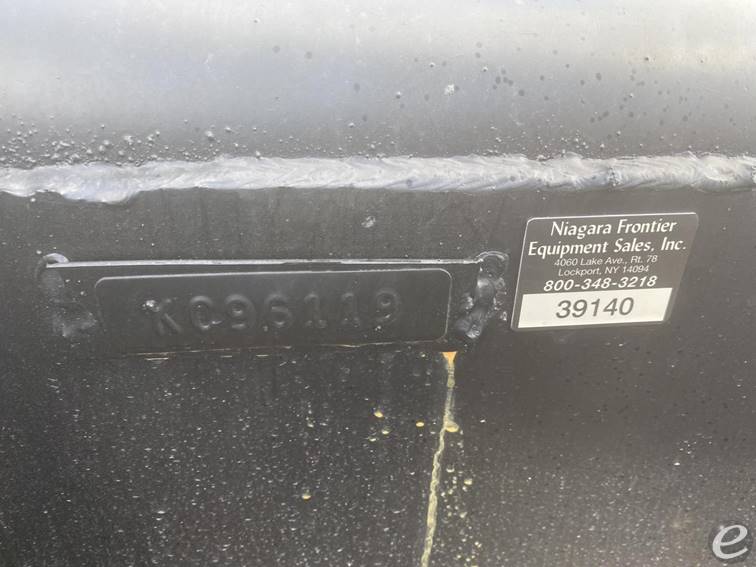 KC96119
Niagara Frontier
Equipment Sales, Inc.
4060 Lake Ave., Rt. 78
Lockport, NY 14094
800-348-3218
39140
e